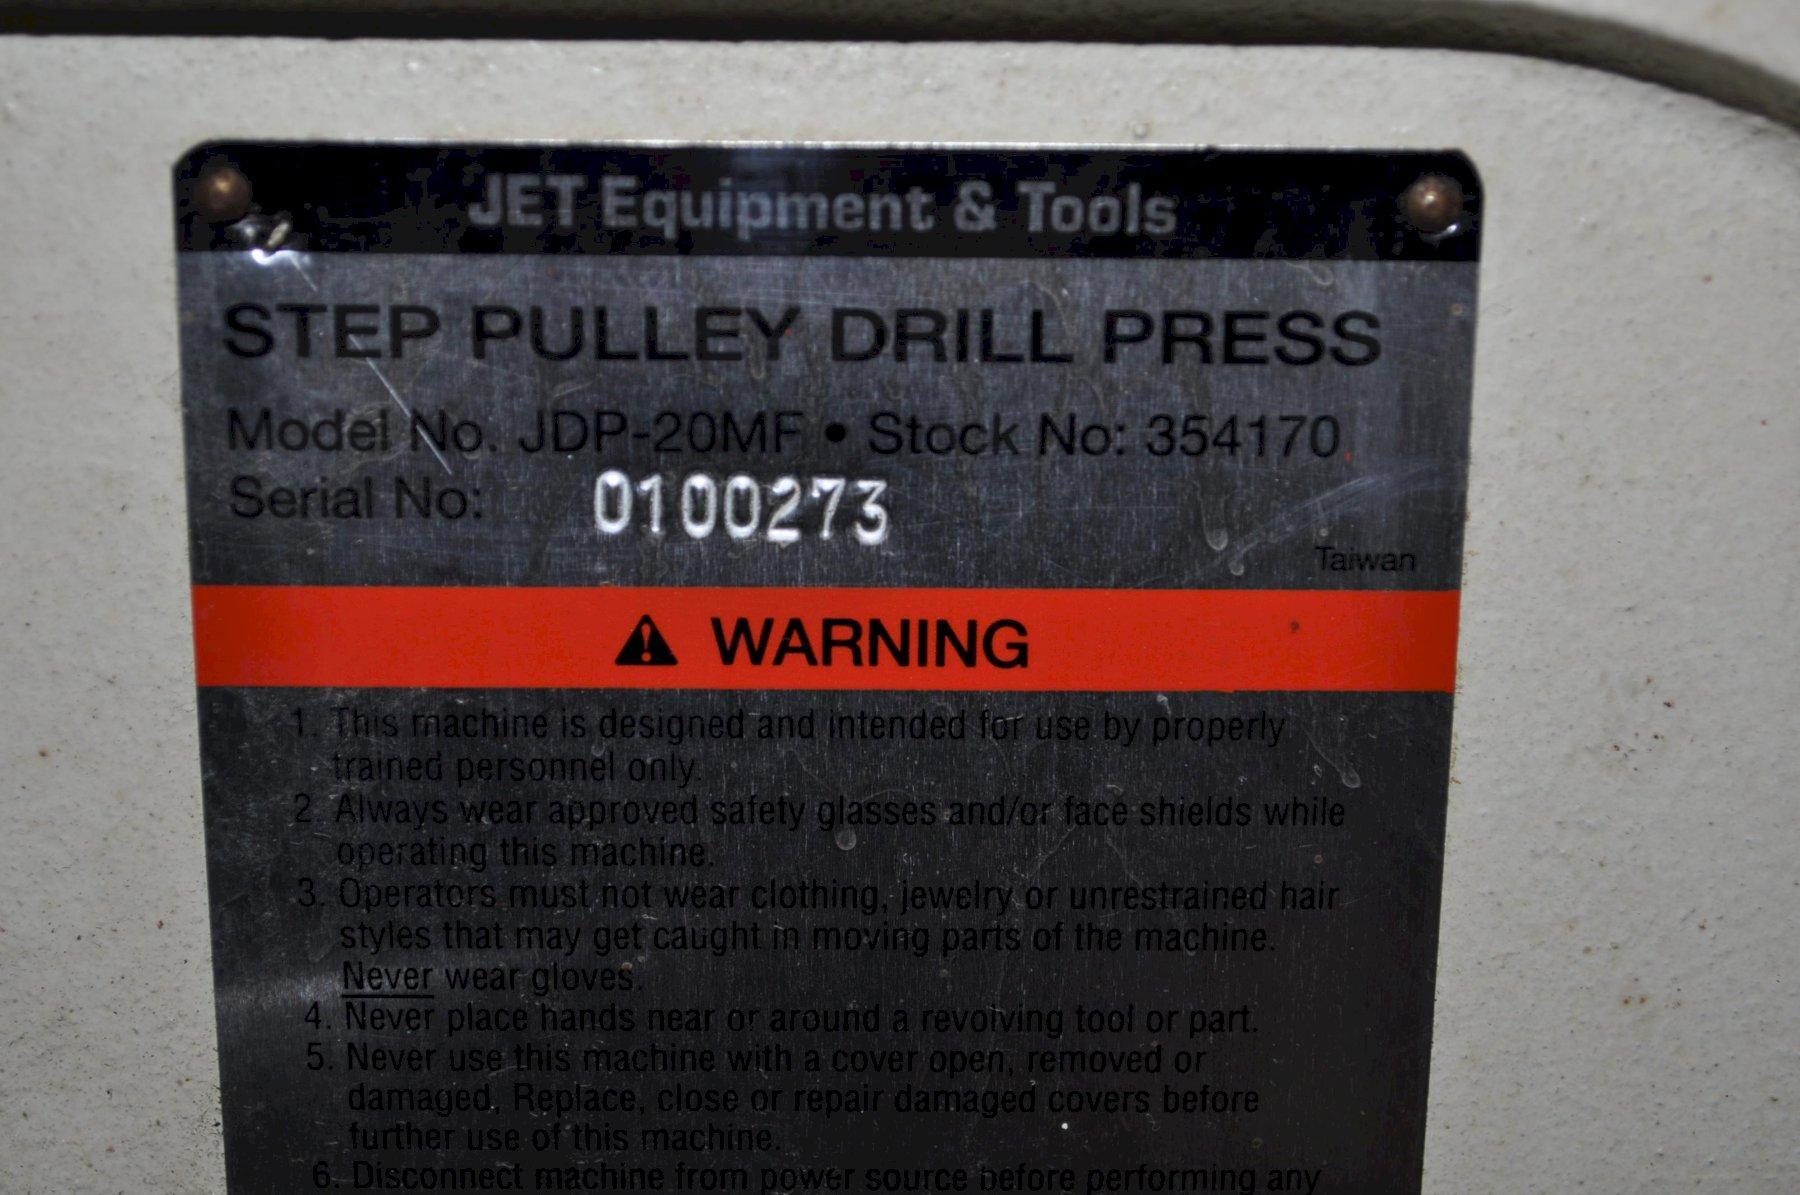 JET Equipment & Tools
STEP PULLEY DRILL PRESS
Model No. JDP-20MF • Stock No: 354170
Serial No: 0100273
Taiwan
⚠ WARNING
1. This machine is designed and intended for use by properly
trained personnel only.
2. Always wear approved safety glasses and/or face shields while
operating this machine.
3. Operators must not wear clothing, jewelry or unrestrained hair
styles that may get caught in moving parts of the machine.
Never wear gloves.
4. Never place hands near or around a revolving tool or part.
5. Never use this machine with a cover open, removed or
damaged. Replace, close or repair damaged covers before
further use of this machine.
6. Disconnect machine from power source before performing any